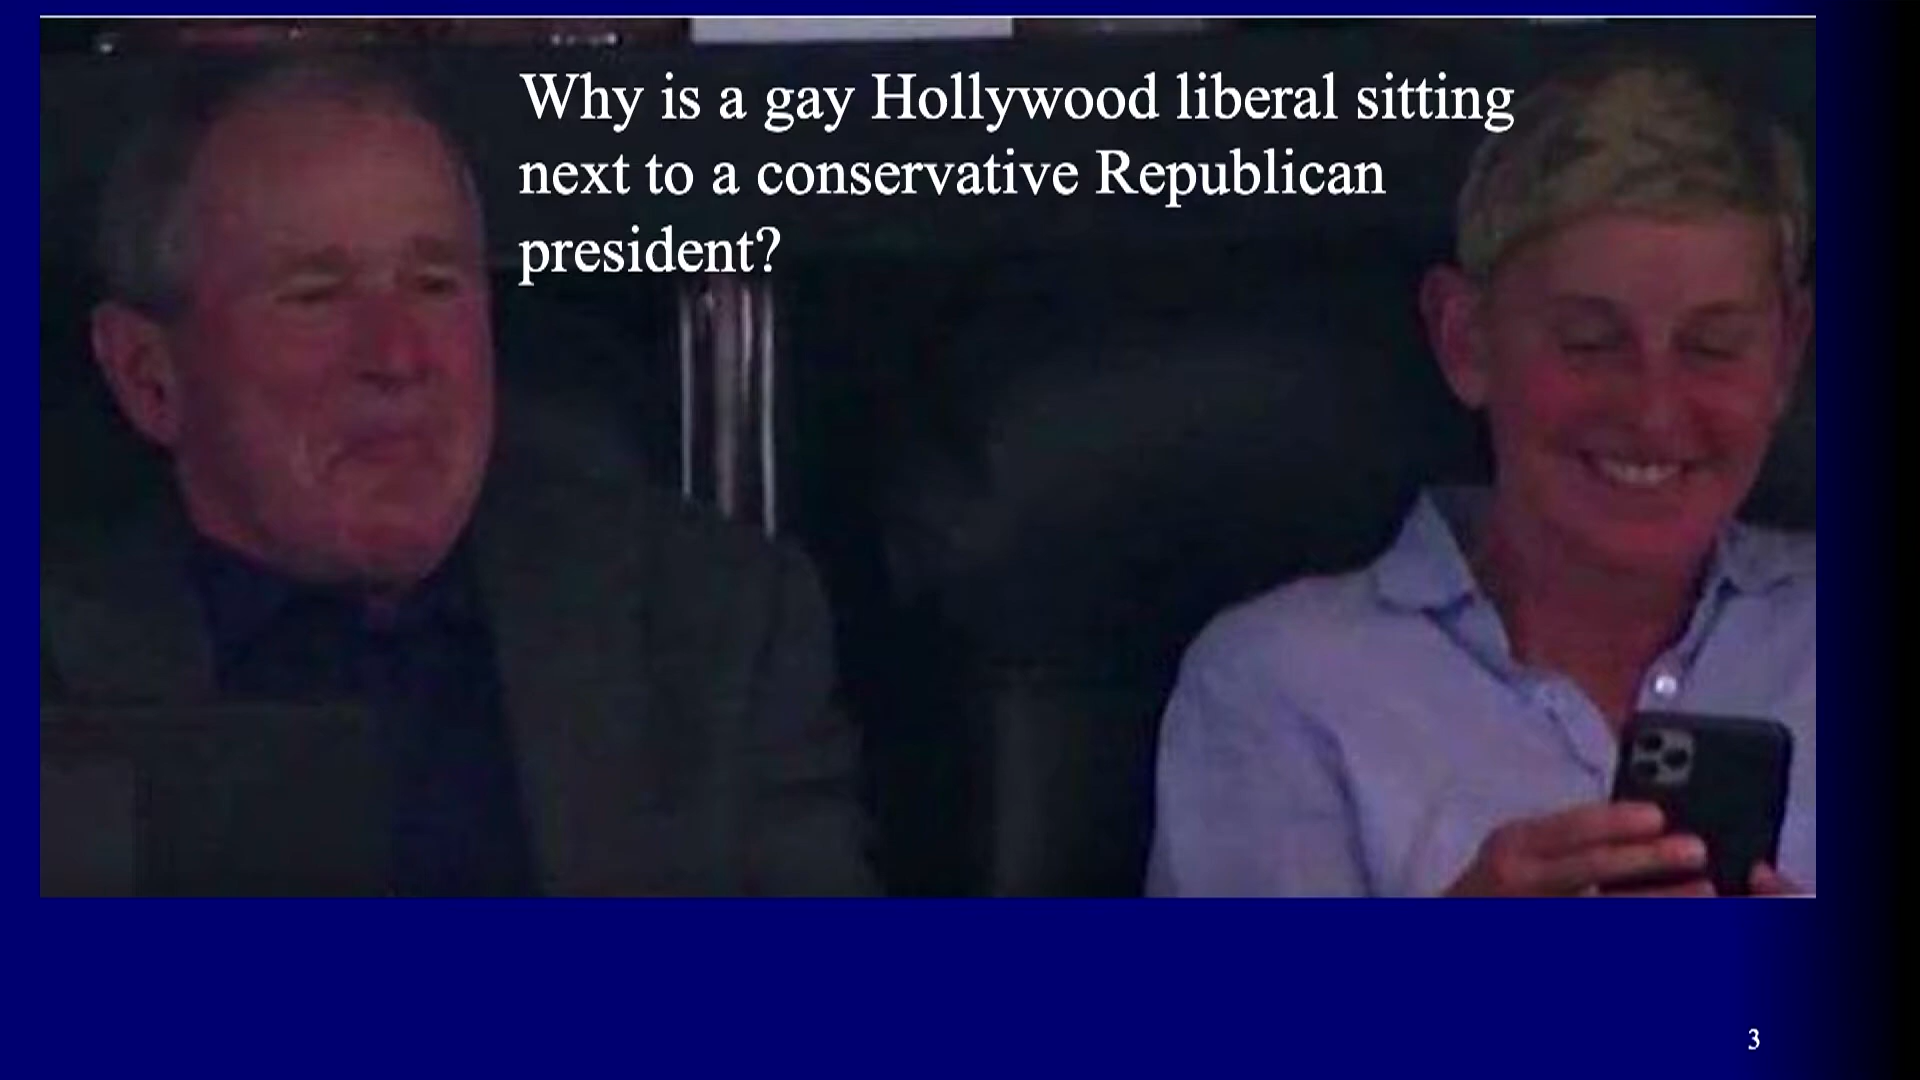 Why is a gay Hollywood liberal sitting
next to a conservative Republican
president?
3